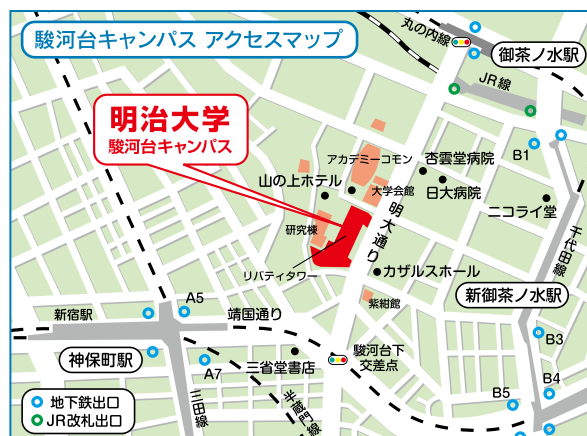 駿河台キャンパス アクセスマップ
丸の内線
御茶ノ水駅
JR線
明治大学
駿河台キャンパス
B1
アカデミーコモン
杏雲堂病院
山の上ホテル
大学会館
日大病院
ニコライ堂
研究棟
明大通り
千代田線
リバティタワー
カザルスホール
新御茶ノ水駅
紫紺館
A5
新宿駅
靖国通り
B3
神保町駅
駿河台下
交差点
A7
三省堂書店
B4
地下鉄出口
JR改札出口
三田線
半蔵門線
B5